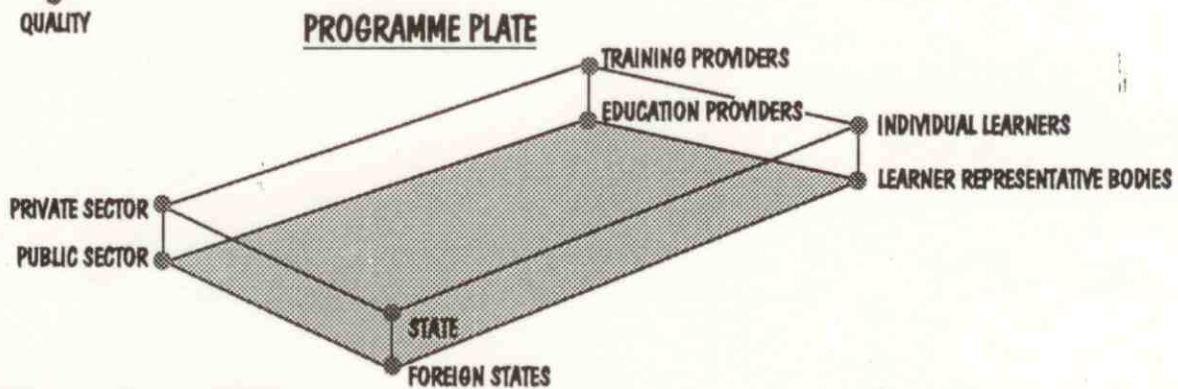 QUALITY
PROGRAMME PLATE
TRAINING PROVIDERS
EDUCATION PROVIDERS
INDIVIDUAL LEARNERS
LEARNER REPRESENTATIVE BODIES
PRIVATE SECTOR
PUBLIC SECTOR
STATE
FOREIGN STATES